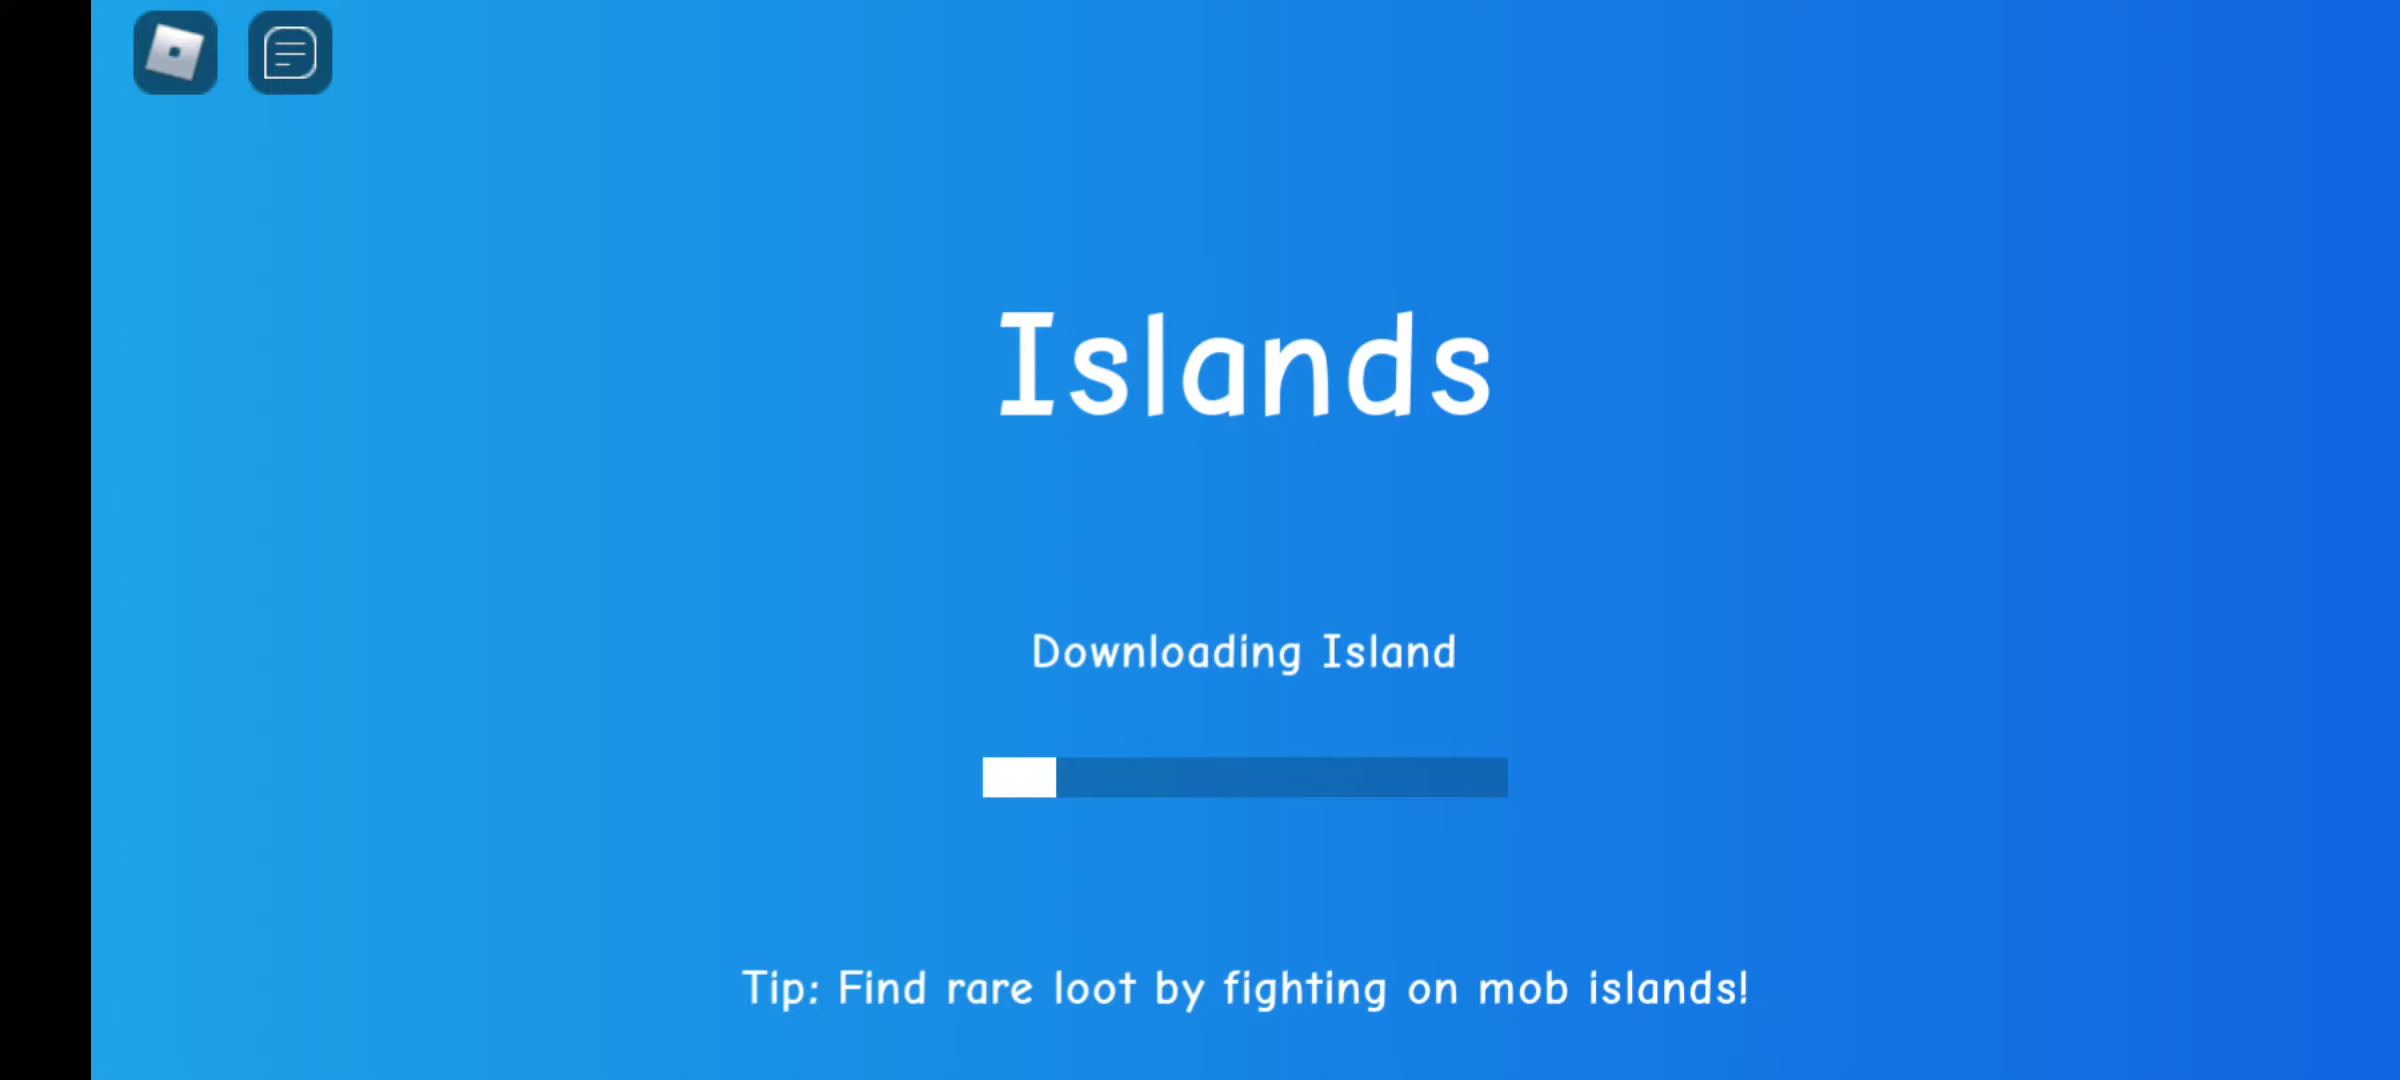 Islands
Downloading Island
Tip: Find rare loot by fighting on mob islands!